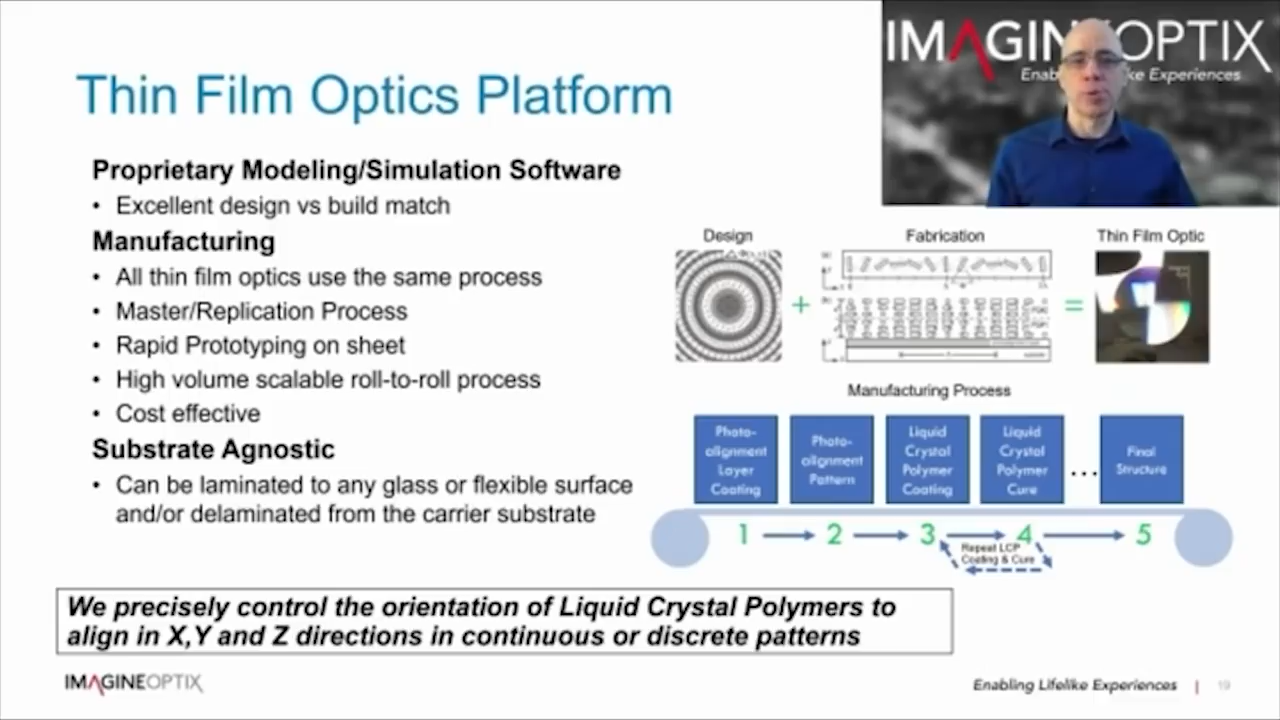 IMAGINEOPTIX
Thin Film Optics Platform
Proprietary Modeling/Simulation Software
• Excellent design vs build match
Manufacturing
• All thin film optics use the same process
• Master/Replication Process
• Rapid Prototyping on sheet
• High volume scalable roll-to-roll process
• Cost effective
Substrate Agnostic
• Can be laminated to any glass or flexible surface
and/or delaminated from the carrier substrate
Design
Fabrication
Thin Film Optic
+
=
Manufacturing Process
Photo-
alignment
Layer
Coating
Photo-
alignment
Pattern
Liquid
Crystal
Polymer
Coating
Liquid
Crystal
Polymer
Cure
...
Final
Structure
1 2 3 4 5
Repeat LCP
Coating & Cure
We precisely control the orientation of Liquid Crystal Polymers to
align in X,Y and Z directions in continuous or discrete patterns
IMAGINEOPTIX
Enabling Lifelike Experiences | 19